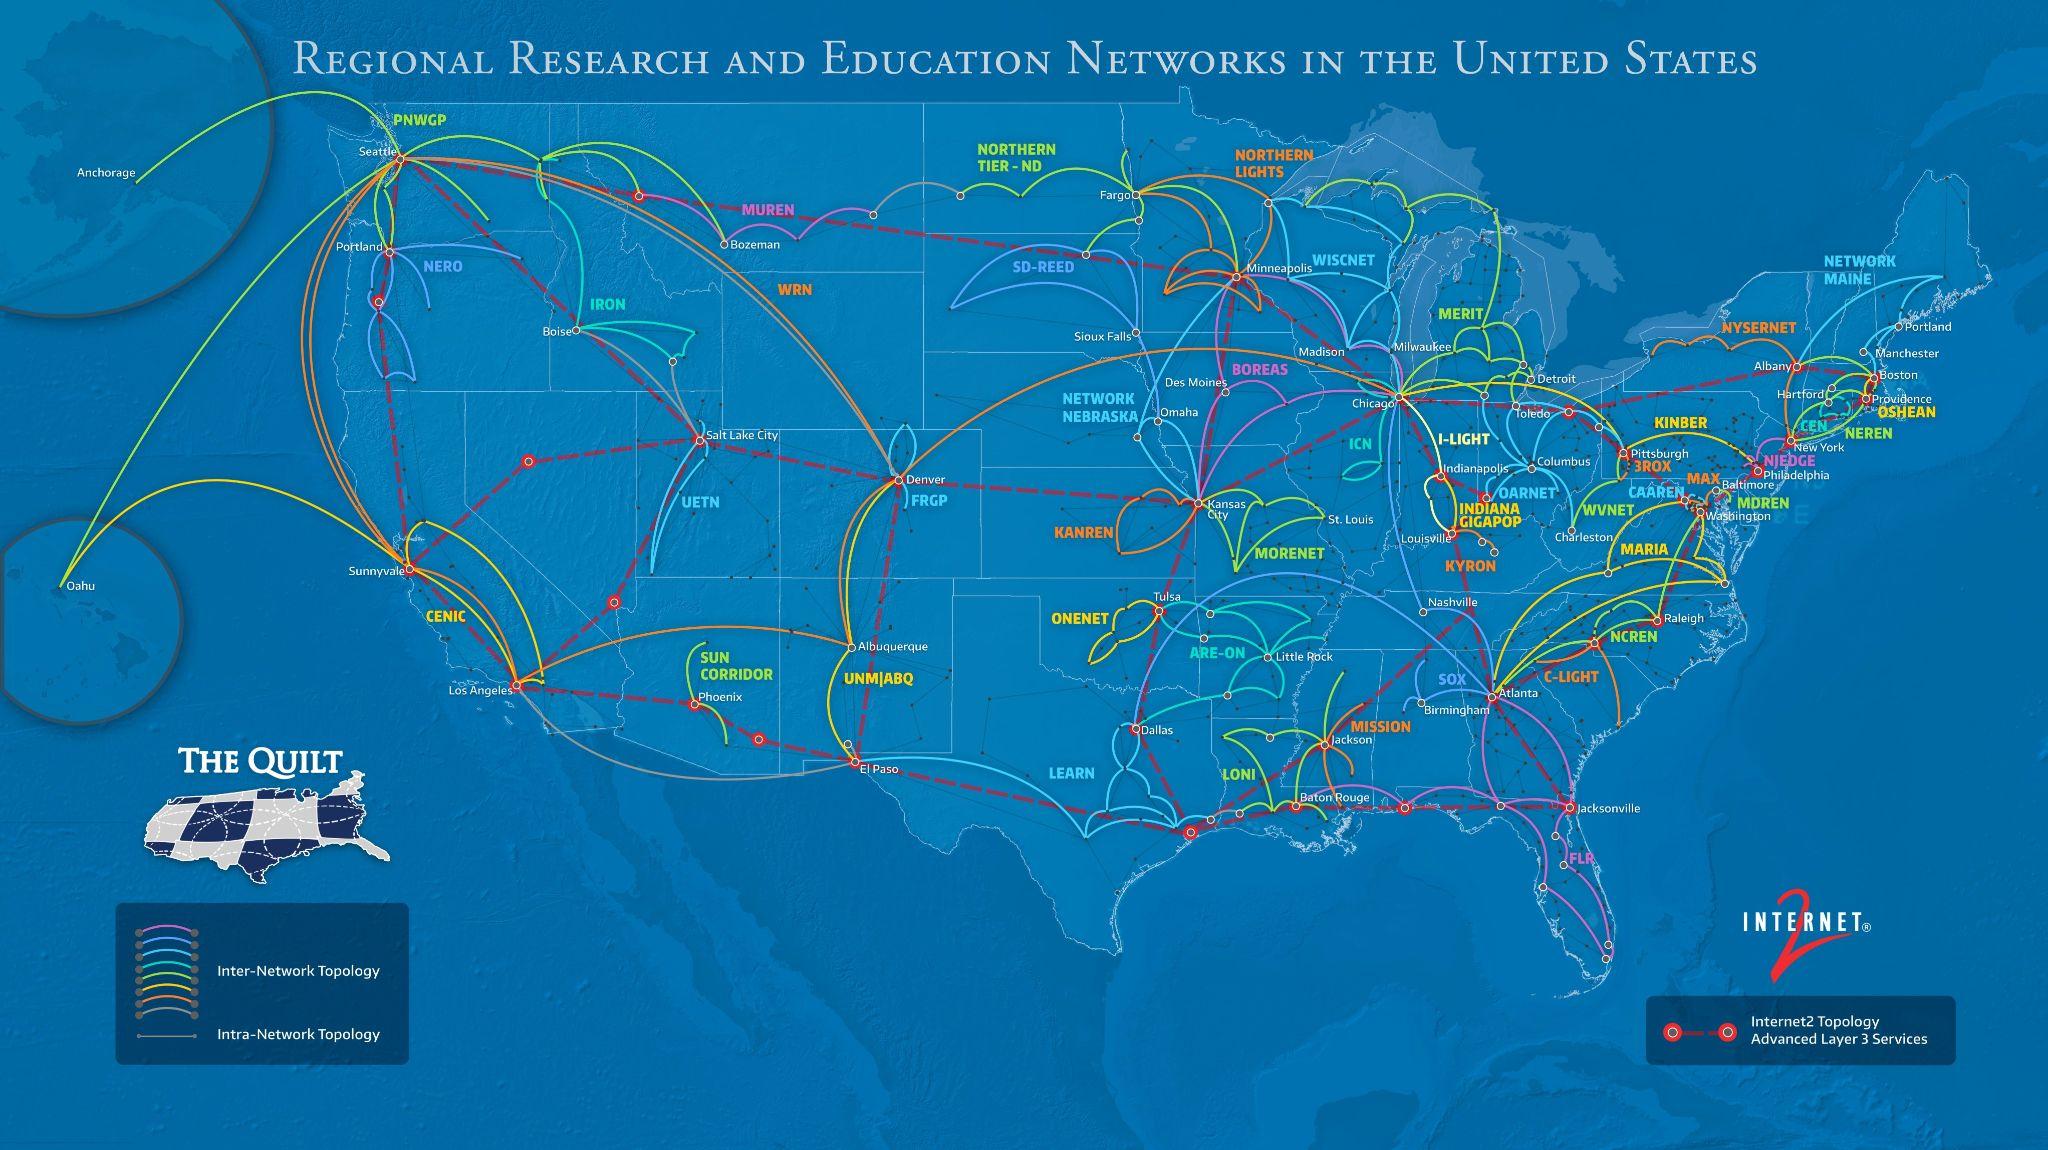 REGIONAL RESEARCH AND EDUCATION NETWORKS IN THE UNITED STATES
Anchorage
Oahu
PNWGP
Seattle
Portland
NERO
MUREN
Bozeman
NORTHERN
TIER - ND
Fargo
NORTHERN
LIGHTS
IRON
Boise
WRN
SD-REED
Sioux Falls
Minneapolis
WISCNET
MERIT
Madison
Milwaukee
Des Moines
BOREAS
NETWORK
NEBRASKA
Omaha
Chicago
Detroit
Toledo
NYSERNET
NETWORK
MAINE
Portland
Manchester
Albany
Boston
Hartford
Providence
OSHEAN
CEN
NEREN
New York
KINBER
NJEDGE
Philadelphia
Pittsburgh
3ROX
MAX
Baltimore
CAAREN
MDREN
Washington
ICN
I-LIGHT
Indianapolis
Columbus
OARNET
INDIANA
GIGAPOP
WVNET
Charleston
Louisville
KYRON
MARIA
Salt Lake City
UETN
Denver
FRGP
Kansas
City
KANREN
St. Louis
MORENET
Sunnyvale
CENIC
Los Angeles
SUN
CORRIDOR
Phoenix
Albuquerque
UNM|ABQ
El Paso
Tulsa
ONENET
ARE-ON
Little Rock
Nashville
Raleigh
NCREN
C-LIGHT
SOX
Atlanta
Birmingham
Dallas
LEARN
LONI
MISSION
Jackson
Baton Rouge
Jacksonville
FLR
THE QUILT
Inter-Network Topology
Intra-Network Topology
INTERNET®
2
Internet2 Topology
Advanced Layer 3 Services